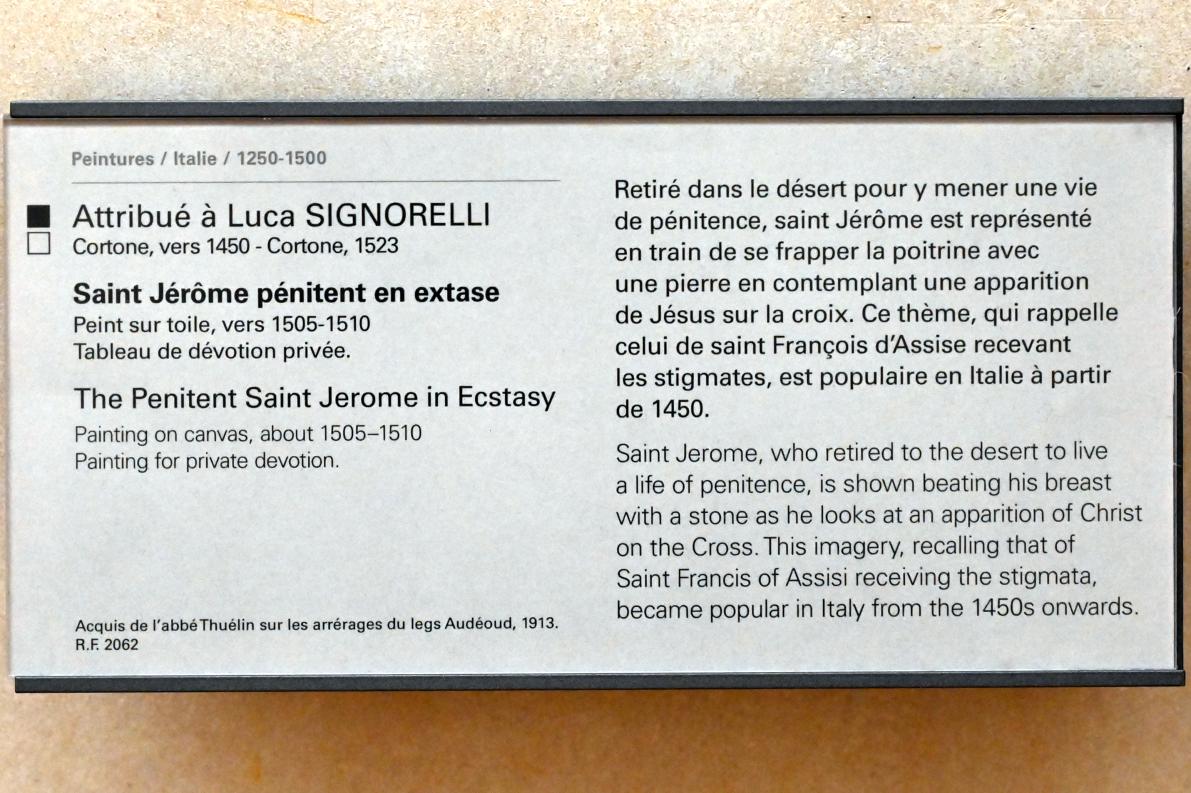 Peintures / Italie / 1250-1500
Attribué à Luca SIGNORELLI
Cortone, vers 1450 - Cortone, 1523
Saint Jérôme pénitent en extase
Peint sur toile, vers 1505-1510
Tableau de dévotion privée.
The Penitent Saint Jerome in Ecstasy
Painting on canvas, about 1505–1510
Painting for private devotion.
Acquis de l'abbé Thuélin sur les arrérages du legs Audéoud, 1913.
R.F. 2062
Retiré dans le désert pour y mener une vie
de pénitence, saint Jérôme est représenté
en train de se frapper la poitrine avec
une pierre en contemplant une apparition
de Jésus sur la croix. Ce thème, qui rappelle
celui de saint François d'Assise recevant
les stigmates, est populaire en Italie à partir
de 1450.
Saint Jerome, who retired to the desert to live
a life of penitence, is shown beating his breast
with a stone as he looks at an apparition of Christ
on the Cross. This imagery, recalling that of
Saint Francis of Assisi receiving the stigmata,
became popular in Italy from the 1450s onwards.